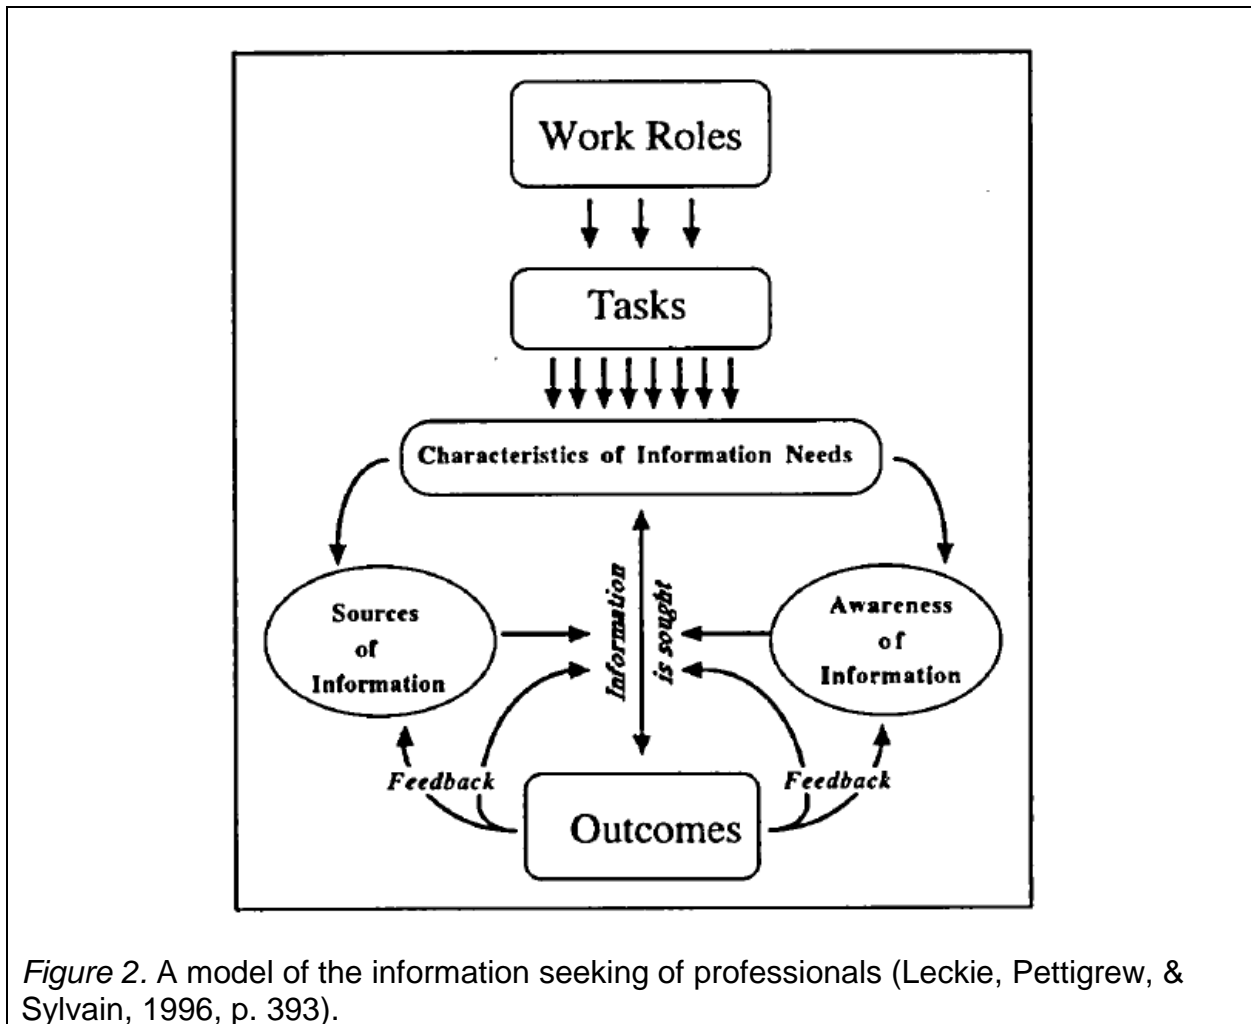 Work Roles
Tasks
Characteristics of Information Needs
Sources
of
Information
Information
is sought
Awareness
of
Information
Feedback
Feedback
Outcomes
Figure 2. A model of the information seeking of professionals (Leckie, Pettigrew, &
Sylvain, 1996, p. 393).